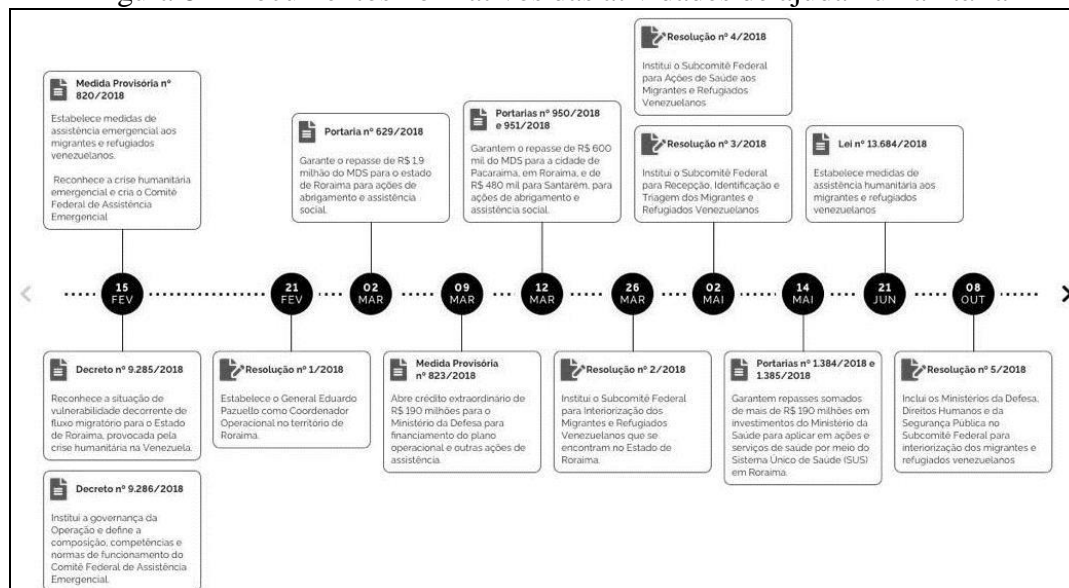 Figura Documentos normativos das atividades de ajuda humanitária
Medida Provisória nº
820/2018
Estabelece medidas de
assistência emergencial aos
migrantes e refugiados
venezuelanos.
Reconhece a crise humanitária
emergencial e cria o Comitê
Federal de Assistência
Emergencial
Portaria nº 629/2018
Garante o repasse de R$ 1,9
milhão do MDS para o estado
de Roraima para ações de
abrigamento e assistência
social.
Portarias nº 950/2018
e 951/2018
Garantem o repasse de R$ 600
mil do MDS para a cidade de
Pacaraima, em Roraima, e de
R$ 480 mil para Santarém, para
ações de abrigamento e
assistência social.
Resolução nº 4/2018
Institui o Subcomitê Federal
para Ações de Saúde aos
Migrantes e Refugiados
Venezuelanos
Resolução nº 3/2018
Institui o Subcomitê Federal
para Recepção, Identificação e
Triagem dos Migrantes e
Refugiados Venezuelanos
Lei nº 13.684/2018
Estabelece medidas de
assistência humanitária aos
migrantes e refugiados
venezuelanos
15
FEV
21
FEV
02
MAR
09
MAR
12
MAR
26
MAR
02
MAI
14
MAI
21
JUN
08
OUT
Decreto nº 9.285/2018
Reconhece a situação de
vulnerabilidade decorrente de
fluxo migratório para o Estado
de Roraima, provocada pela
crise humanitária na Venezuela.
Decreto nº 9.286/2018
Institui a governança da
Operação e define a
composição, competências e
normas de funcionamento do
Comitê Federal de Assistência
Emergencial.
Resolução nº 1/2018
Estabelece o General Eduardo
Pazuello como Coordenador
Operacional no território de
Roraima.
Medida Provisória
nº 823/2018
Abre crédito extraordinário de
R$ 190 milhões para o
Ministério da Defesa para
financiamento do plano
operacional e outras ações de
assistência.
Resolução nº 2/2018
Institui o Subcomitê Federal
para Interiorização dos
Migrantes e Refugiados
Venezuelanos que se
encontram no Estado de
Roraima.
Portarias nº 1.384/2018 e
1.385/2018
Garantem repasses somados
de mais de R$ 190 milhões em
investimentos do Ministério da
Saúde para aplicar em ações e
serviços de saúde por meio do
Sistema Único de Saúde (SUS)
em Roraima.
Resolução nº 5/2018
Inclui os Ministérios da Defesa,
Direitos Humanos e da
Segurança Pública no
Subcomitê Federal para
interiorização dos migrantes e
refugiados venezuelanos